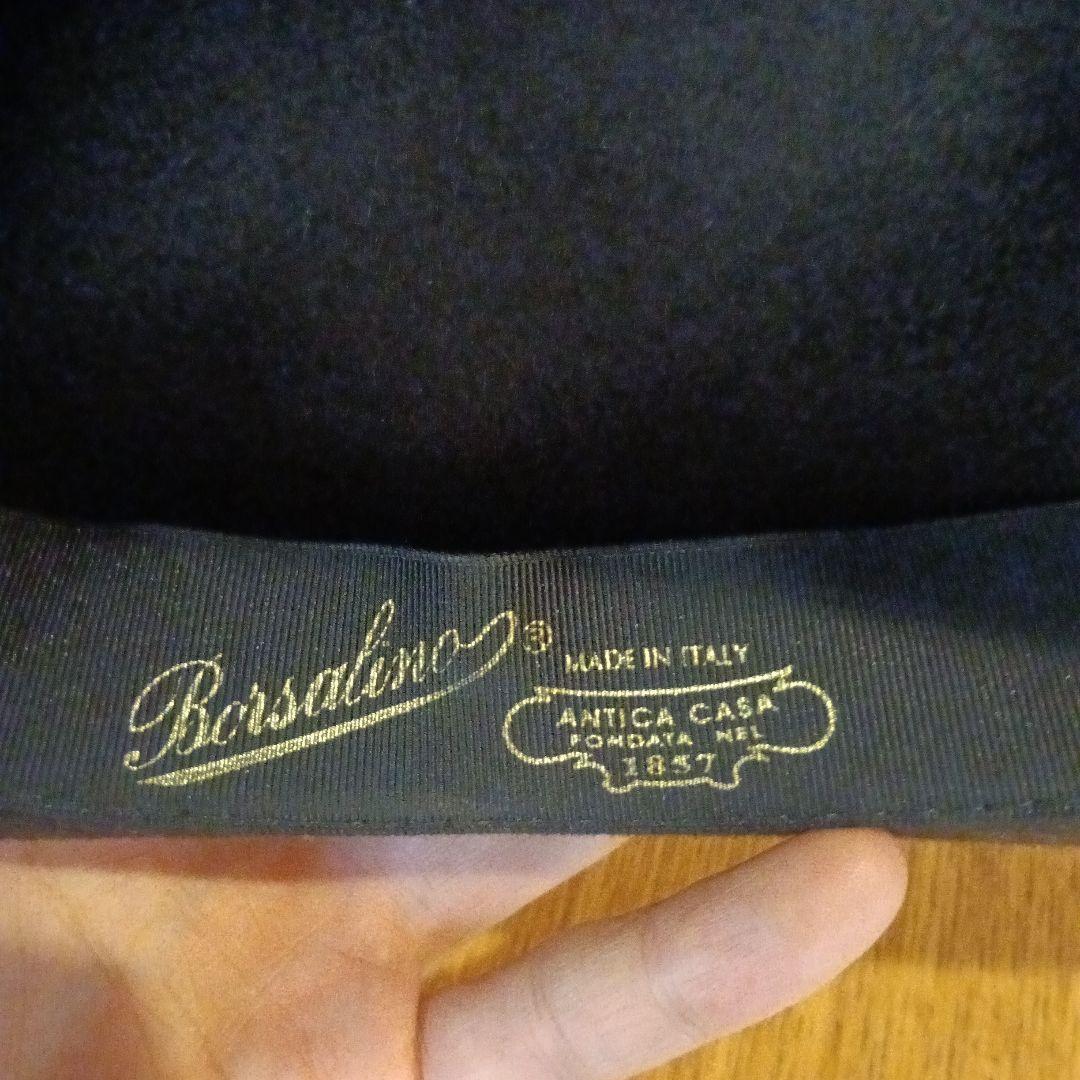 Borsalino ®
MADE IN ITALY
ANTICA CASA
FONDATA NEL
1857